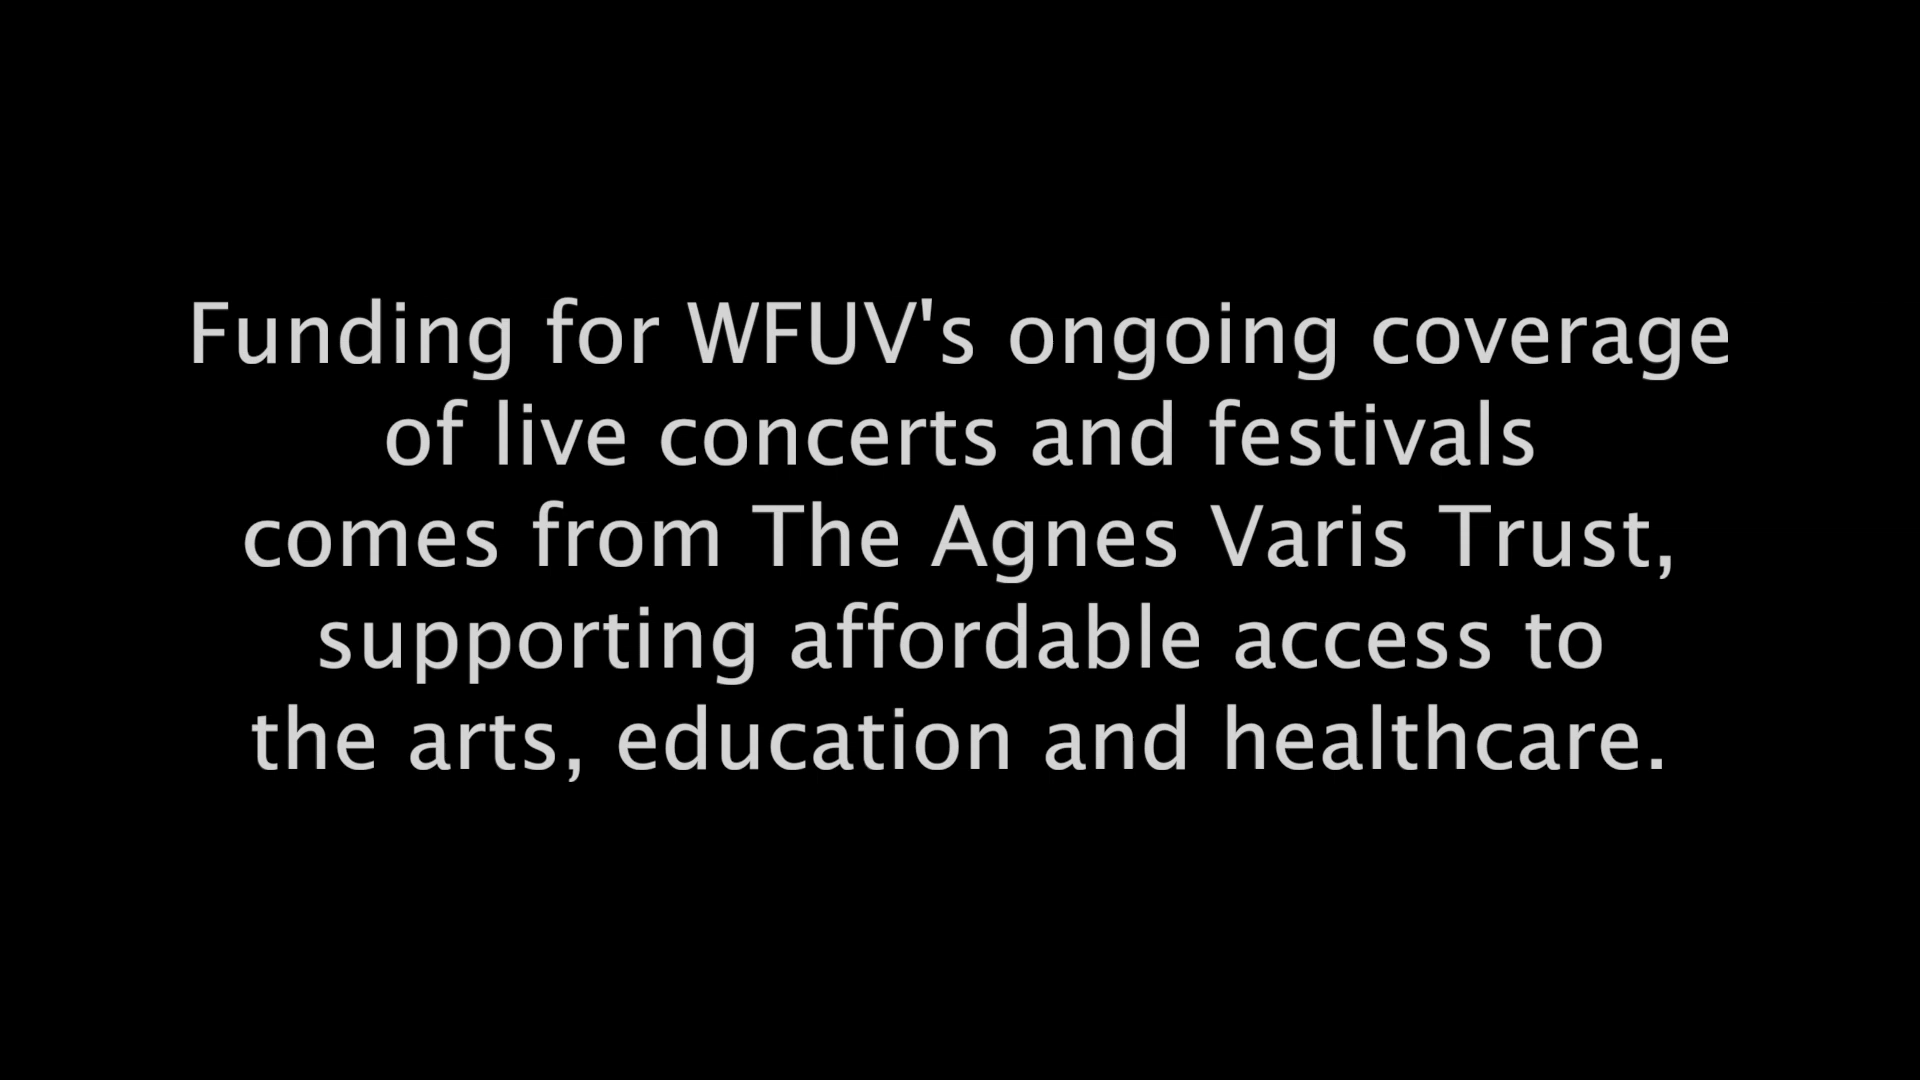 Funding for WFUV's ongoing coverage
of live concerts and festivals
comes from The Agnes Varis Trust,
supporting affordable access to
the arts, education and healthcare.